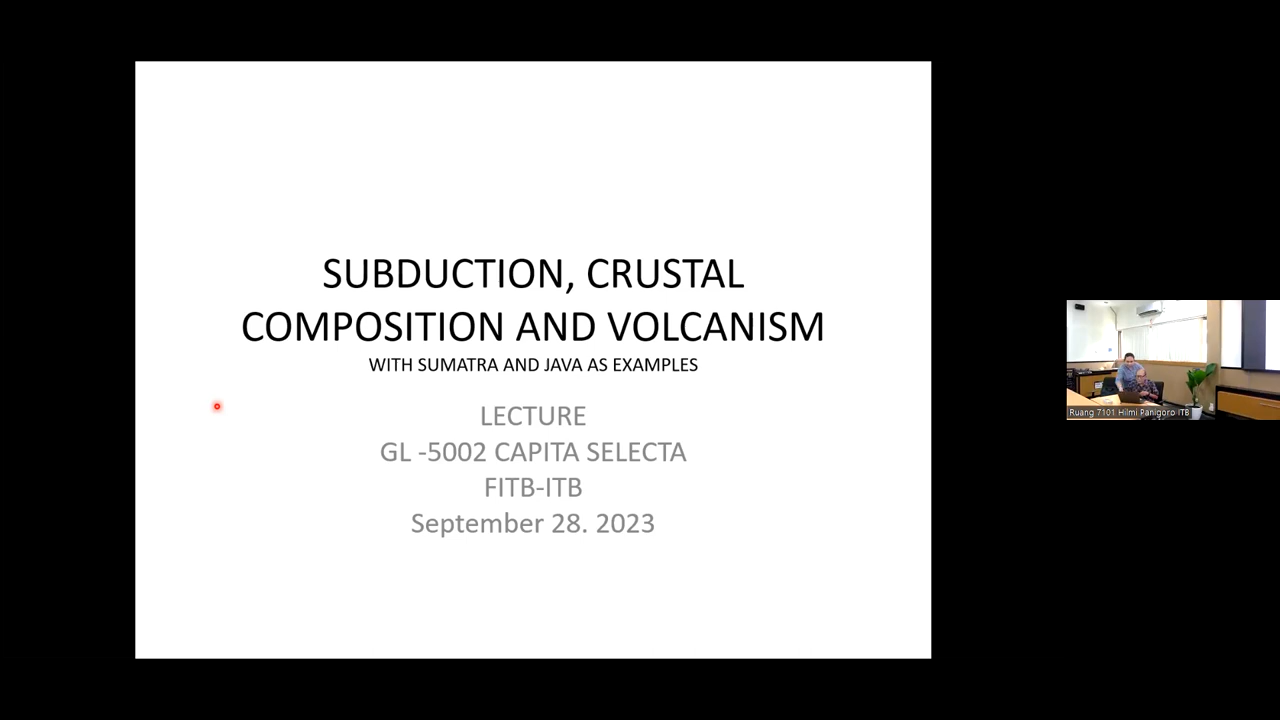 SUBDUCTION, CRUSTAL
COMPOSITION AND VOLCANISM
WITH SUMATRA AND JAVA AS EXAMPLES
LECTURE
GL -5002 CAPITA SELECTA
FITB-ITB
September 28. 2023
Ruang 7101 Hilmi Panigoro ITB